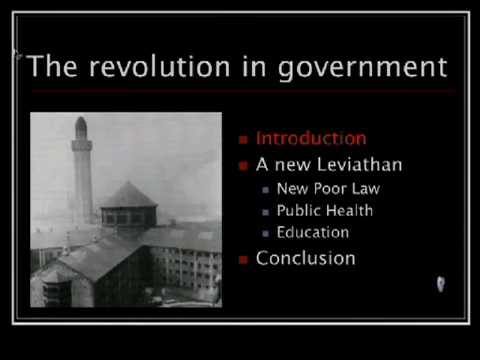 The revolution in government
Introduction
A new Leviathan
New Poor Law
Public Health
Education
Conclusion